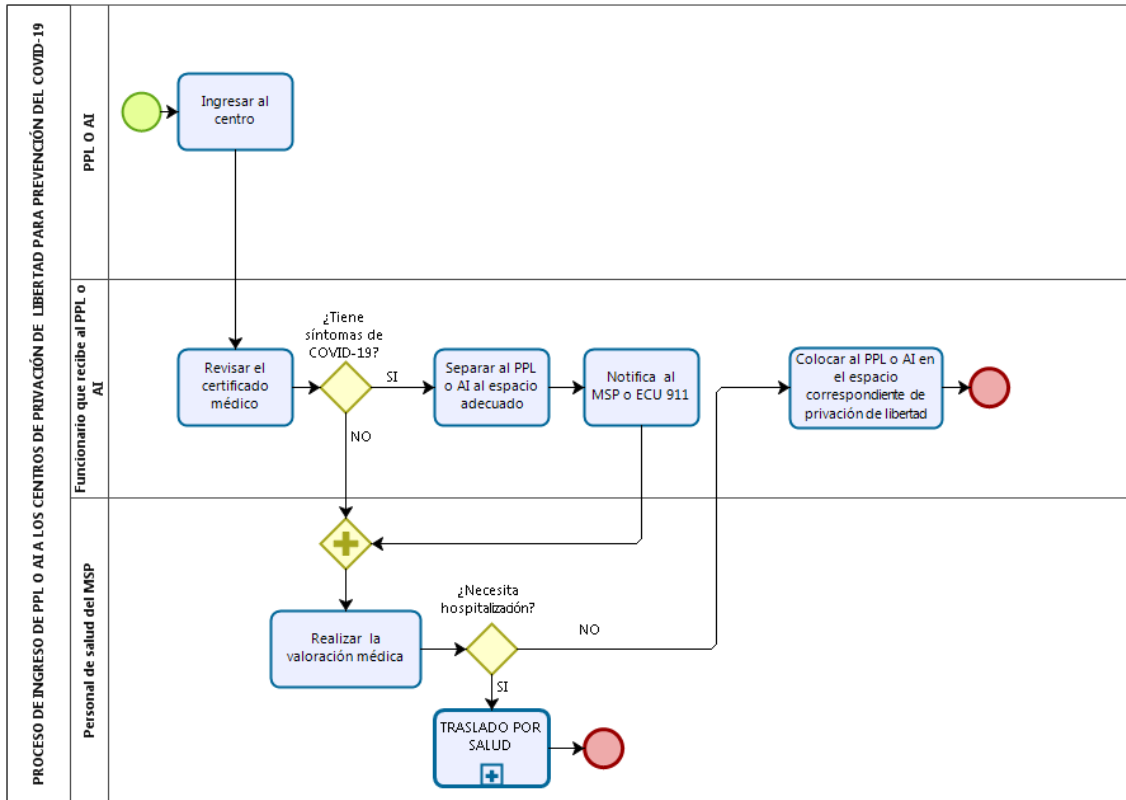 PROCESO DE INGRESO DE PPL O AI A LOS CENTROS DE PRIVACIÓN DE LIBERTAD PARA PREVENCIÓN DEL COVID-19
PPL O AI
Ingresar al
centro
Funcionario que recibe al PPL o
AI
Revisar el
certificado
médico
¿Tiene
síntomas de
COVID-19?
SI
NO
Separar al PPL
o AI al espacio
adecuado
Notifica al
MSP o ECU 911
Colocar al PPL o AI en
el espacio
correspondiente de
privación de libertad
Personal de salud del MSP
Realizar la
valoración médica
¿Necesita
hospitalización?
NO
SI
TRASLADO POR
SALUD